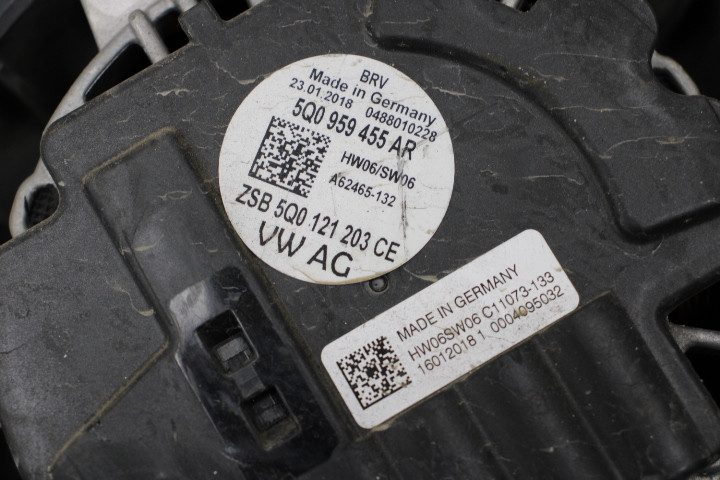 BRV
Made in Germany
23.01.2018 0488010228
5Q0 959 455 AR
HW06/SW06
A62465-132
ZSB 5Q0 121 203 CE
VW AG
MADE IN GERMANY
HW06SW06 C11073-133
16012018 1 0004095032